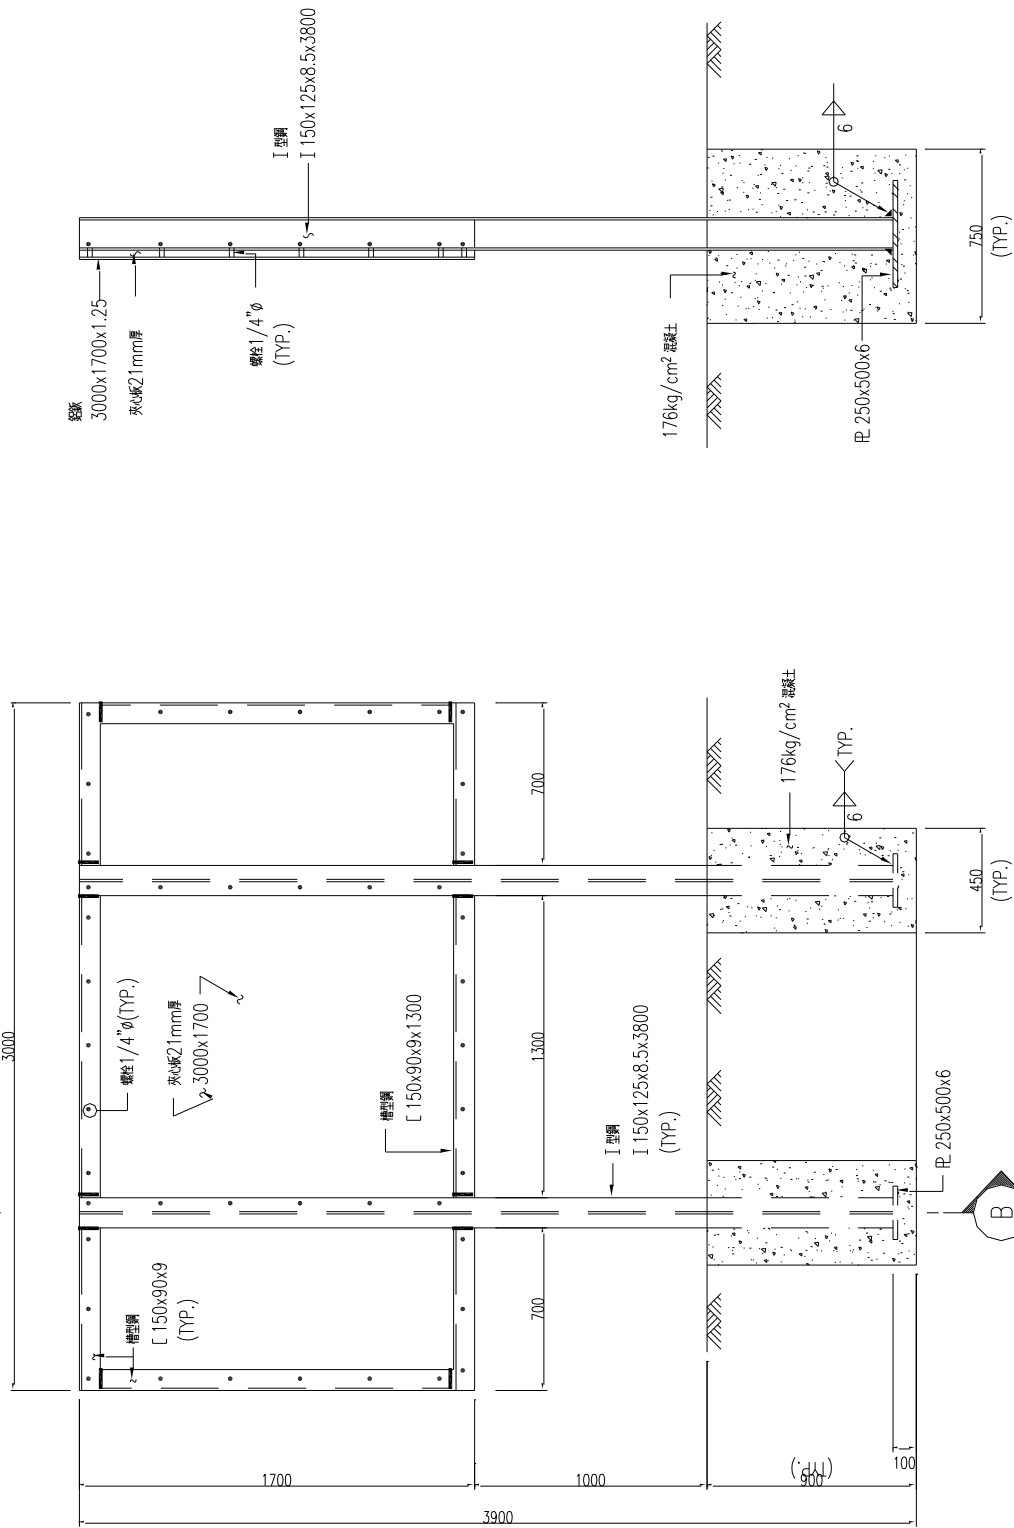 I 型鋼
I 150x125x8.5x3800
鋁鈑
3000x1700x1.25
夾心板21mm厚
螺栓1/4"ø
(TYP.)
176kg/cm² 混凝土
PL 250x500x6
6
750
(TYP.)
3000
螺栓1/4"ø(TYP.)
夾心板21mm厚
3000x1700
槽型鋼
[ 150x90x9x1300
槽型鋼
[ 150x90x9
(TYP.)
700
1300
700
I 型鋼
I 150x125x8.5x3800
(TYP.)
176kg/cm² 混凝土
6
TYP.
450
(TYP.)
PL 250x500x6
B
1700
1000
900
(TYP.)
100
3900